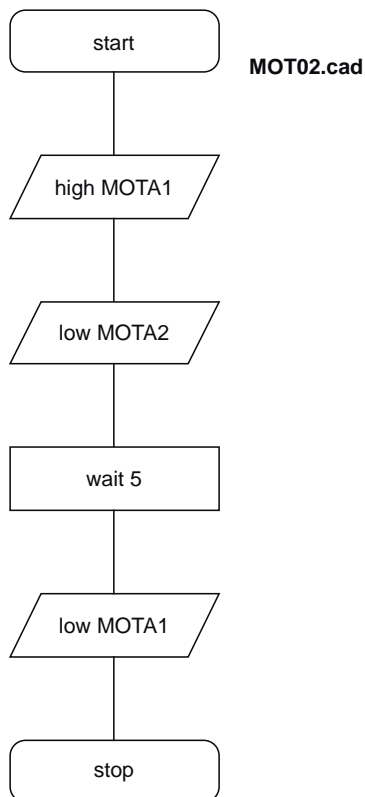 start
MOT02.cad
high MOTA1
low MOTA2
wait 5
low MOTA1
stop